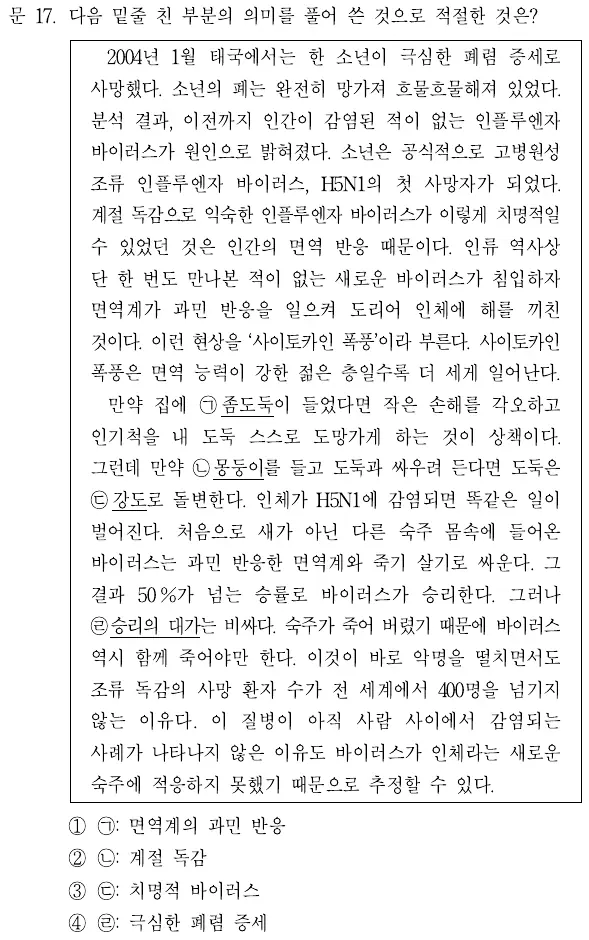 문 17. 다음 밑줄 친 부분의 의미를 풀어 쓴 것으로 적절한 것은?
2004년 1월 태국에서는 한 소년이 극심한 폐렴 증세로
사망했다. 소년의 폐는 완전히 망가져 흐물흐물해져 있었다.
분석 결과, 이전까지 인간이 감염된 적이 없는 인플루엔자
바이러스가 원인으로 밝혀졌다. 소년은 공식적으로 고병원성
조류 인플루엔자 바이러스, H5N1의 첫 사망자가 되었다.
계절 독감으로 익숙한 인플루엔자 바이러스가 이렇게 치명적일
수 있었던 것은 인간의 면역 반응 때문이다. 인류 역사상
단 한 번도 만나본 적이 없는 새로운 바이러스가 침입하자
면역계가 과민 반응을 일으켜 도리어 인체에 해를 끼친
것이다. 이런 현상을 ‘사이토카인 폭풍’이라 부른다. 사이토카인
폭풍은 면역 능력이 강한 젊은 층일수록 더 세게 일어난다.
만약 집에 ㉠좀도둑이 들었다면 작은 손해를 각오하고
인기척을 내 도둑 스스로 도망가게 하는 것이 상책이다.
그런데 만약 ㉡몽둥이를 들고 도둑과 싸우려 든다면 도둑은
㉢강도로 돌변한다. 인체가 H5N1에 감염되면 똑같은 일이
벌어진다. 처음으로 새가 아닌 다른 숙주 몸속에 들어온
바이러스는 과민 반응한 면역계와 죽기 살기로 싸운다. 그
결과 50%가 넘는 승률로 바이러스가 승리한다. 그러나
㉣승리의 대가는 비싸다. 숙주가 죽어 버렸기 때문에 바이러스
역시 함께 죽어야만 한다. 이것이 바로 악명을 떨치면서도
조류 독감의 사망 환자 수가 전 세계에서 400명을 넘기지
않는 이유다. 이 질병이 아직 사람 사이에서 감염되는
사례가 나타나지 않은 이유도 바이러스가 인체라는 새로운
숙주에 적응하지 못했기 때문으로 추정할 수 있다.
① ㉠: 면역계의 과민 반응
② ㉡: 계절 독감
③ ㉢: 치명적 바이러스
④ ㉣: 극심한 폐렴 증세